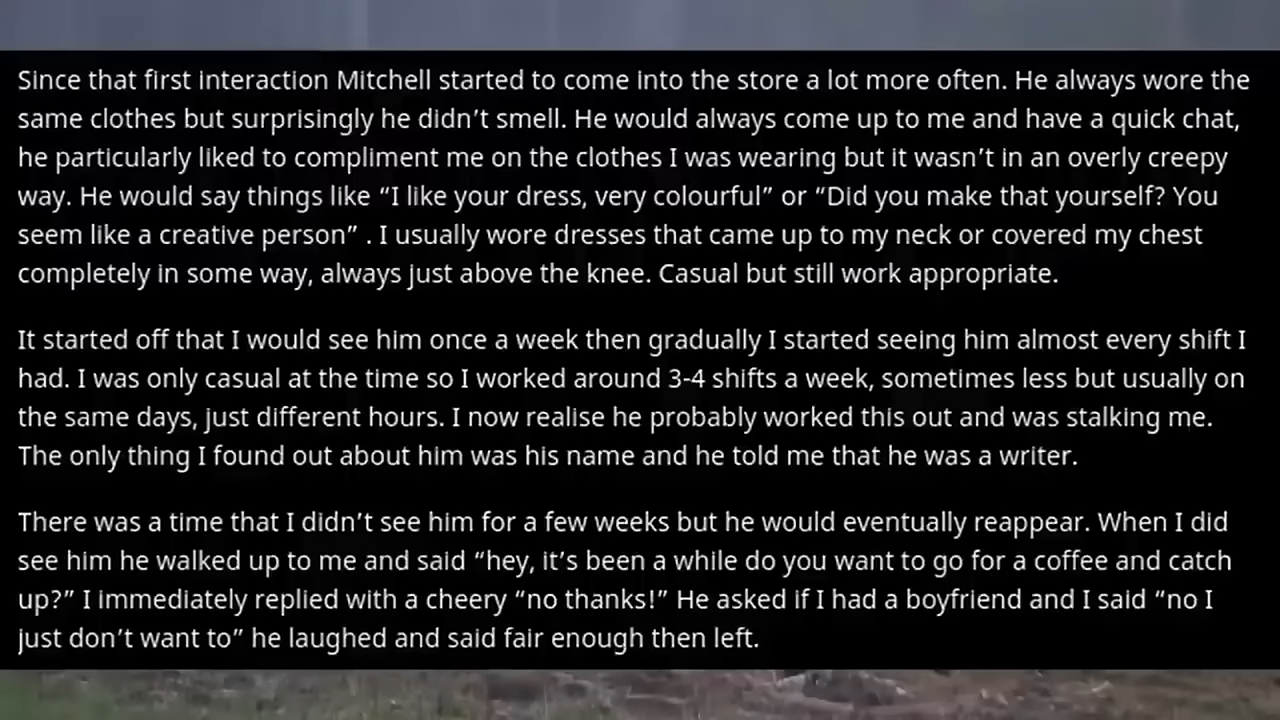 Since that first interaction Mitchell started to come into the store a lot more often. He always wore the
same clothes but surprisingly he didn’t smell. He would always come up to me and have a quick chat,
he particularly liked to compliment me on the clothes I was wearing but it wasn’t in an overly creepy
way. He would say things like “I like your dress, very colourful” or “Did you make that yourself? You
seem like a creative person” . I usually wore dresses that came up to my neck or covered my chest
completely in some way, always just above the knee. Casual but still work appropriate.
It started off that I would see him once a week then gradually I started seeing him almost every shift I
had. I was only casual at the time so I worked around 3-4 shifts a week, sometimes less but usually on
the same days, just different hours. I now realise he probably worked this out and was stalking me.
The only thing I found out about him was his name and he told me that he was a writer.
There was a time that I didn’t see him for a few weeks but he would eventually reappear. When I did
see him he walked up to me and said “hey, it’s been a while do you want to go for a coffee and catch
up?” I immediately replied with a cheery “no thanks!” He asked if I had a boyfriend and I said “no I
just don’t want to” he laughed and said fair enough then left.